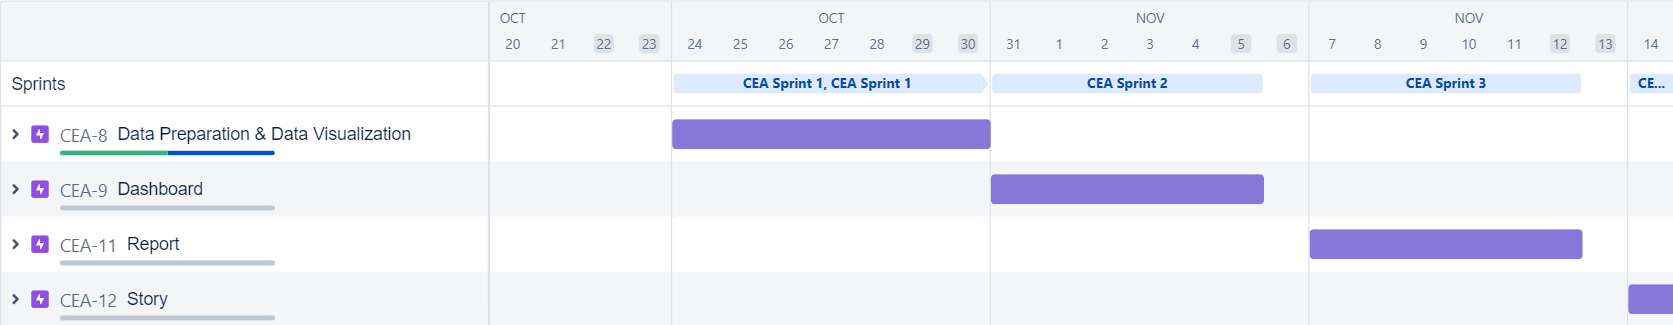 OCT OCT NOV NOV
20 21 22 23 24 25 26 27 28 29 30 31 1 2 3 4 5 6 7 8 9 10 11 12 13 14
Sprints CEA Sprint 1, CEA Sprint 1 CEA Sprint 2 CEA Sprint 3 CE...
CEA-8 Data Preparation & Data Visualization
CEA-9 Dashboard
CEA-11 Report
CEA-12 Story